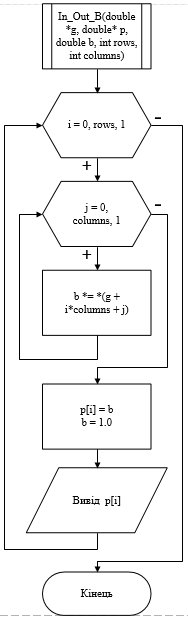 In_Out_B(double
*g, double* p,
double b, int rows,
int columns)
i = 0, rows, 1
-
+
j = 0,
columns, 1
-
+
b *= *(g +
i*columns + j)
p[i] = b
b = 1.0
Вивід p[i]
Кінець